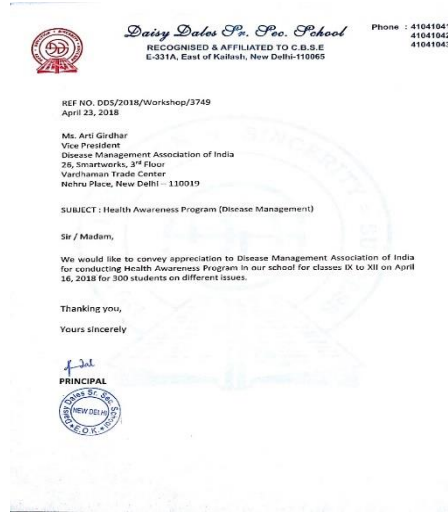 Daisy Dales Sr. Sec. School
RECOGNISED & AFFILIATED TO C.B.S.E
E-331A, East of Kailash, New Delhi-110065
Phone : 41041041
41041042
41041043
REF NO. DDS/2018/Workshop/3749
April 23, 2018
Ms. Arti Girdhar
Vice President
Disease Management Association of India
26, Smartworks, 3rd Floor
Vardhaman Trade Center
Nehru Place, New Delhi – 110019
SUBJECT : Health Awareness Program (Disease Management)
Sir / Madam,
We would like to convey appreciation to Disease Management Association of India
for conducting Health Awareness Program in our school for classes IX to XII on April
16, 2018 for 300 students on different issues.
Thanking you,
Yours sincerely
PRINCIPAL
Daisy Dales Sr. Sec. School
NEW DELHI
E.O.K.